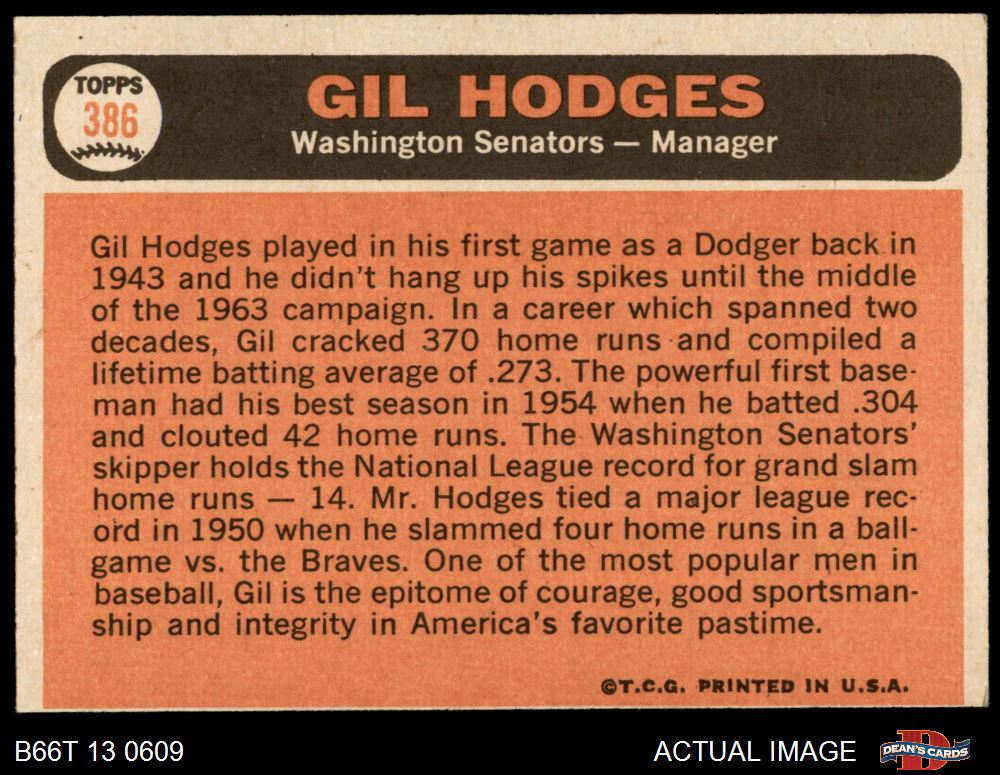 TOPPS
386
GIL HODGES
Washington Senators — Manager
Gil Hodges played in his first game as a Dodger back in
1943 and he didn't hang up his spikes until the middle
of the 1963 campaign. In a career which spanned two
decades, Gil cracked 370 home runs and compiled a
lifetime batting average of .273. The powerful first base-
man had his best season in 1954 when he batted .304
and clouted 42 home runs. The Washington Senators'
skipper holds the National League record for grand slam
home runs — 14. Mr. Hodges tied a major league rec-
ord in 1950 when he slammed four home runs in a ball-
game vs. the Braves. One of the most popular men in
baseball, Gil is the epitome of courage, good sportsman-
ship and integrity in America's favorite pastime.
©T.C.G. PRINTED IN U.S.A.
B66T 13 0609
ACTUAL IMAGE
DEAN'S CARDS